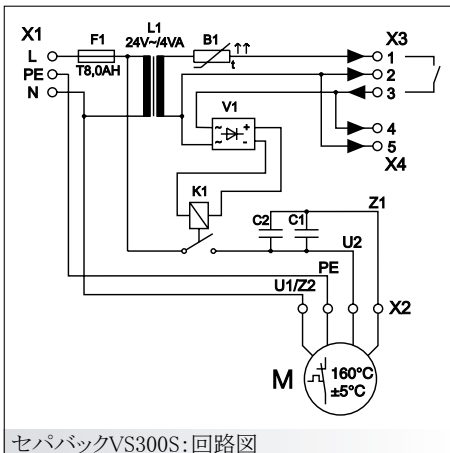 X1
L
PE
N
F1
T8,0AH
L1
24V~/4VA
B1
↑↑
t
X3
1
2
3
4
5
X4
V1
~ +
~ -
K1
Z1
C2 C1
U2
PE
U1/Z2
X2
M
160°C
±5°C
セパバックVS300S:回路図